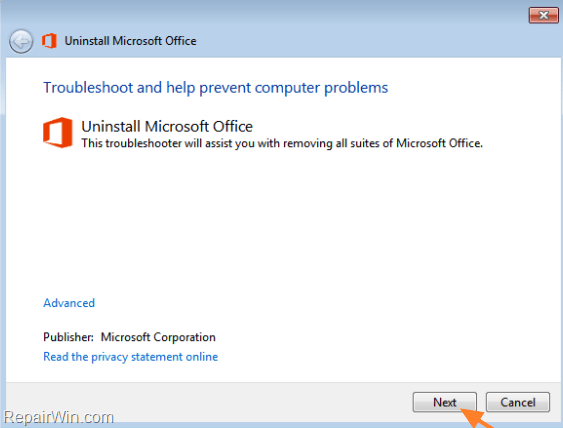 Uninstall Microsoft Office
Troubleshoot and help prevent computer problems
Uninstall Microsoft Office
This troubleshooter will assist you with removing all suites of Microsoft Office.
Advanced
Publisher: Microsoft Corporation
Read the privacy statement online
Next Cancel
RepairWin.com